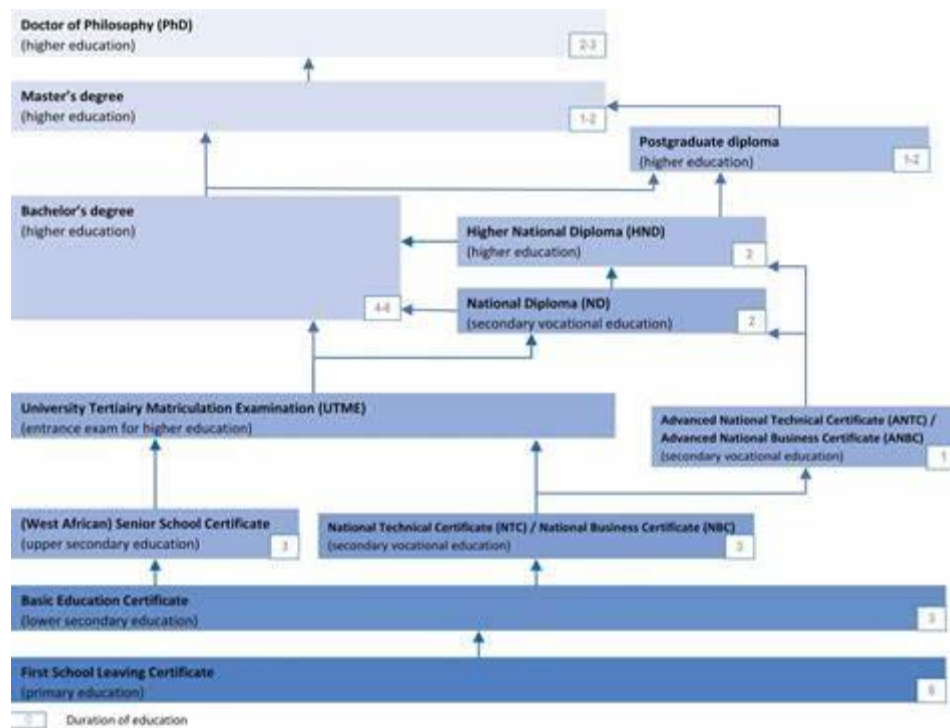 Doctor of Philosophy (PhD)
(higher education)
2-3
Master's degree
(higher education)
1-2
Postgraduate diploma
(higher education)
1-2
Bachelor's degree
(higher education)
4-6
Higher National Diploma (HND)
(higher education)
2
National Diploma (ND)
(secondary vocational education)
2
University Tertiairy Matriculation Examination (UTME)
(entrance exam for higher education)
Advanced National Technical Certificate (ANTC) /
Advanced National Business Certificate (ANBC)
(secondary vocational education)
1
(West African) Senior School Certificate
(upper secondary education)
3
National Technical Certificate (NTC) / National Business Certificate (NBC)
(secondary vocational education)
3
Basic Education Certificate
(lower secondary education)
3
First School Leaving Certificate
(primary education)
6
0
Duration of education